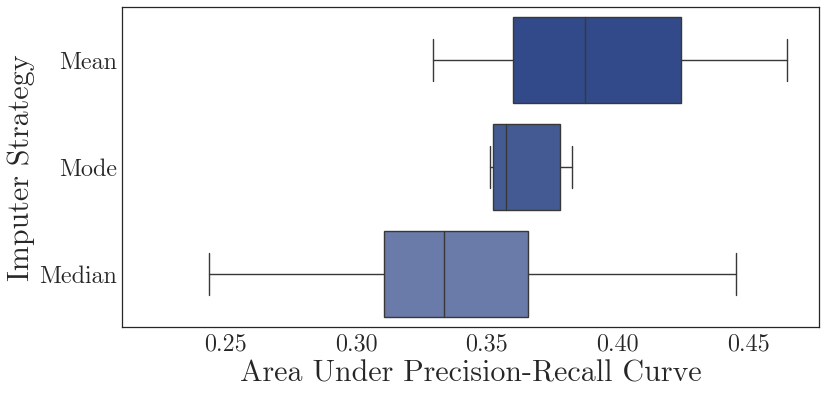 Imputer Strategy
Mean
Mode
Median
0.25 0.30 0.35 0.40 0.45
Area Under Precision-Recall Curve